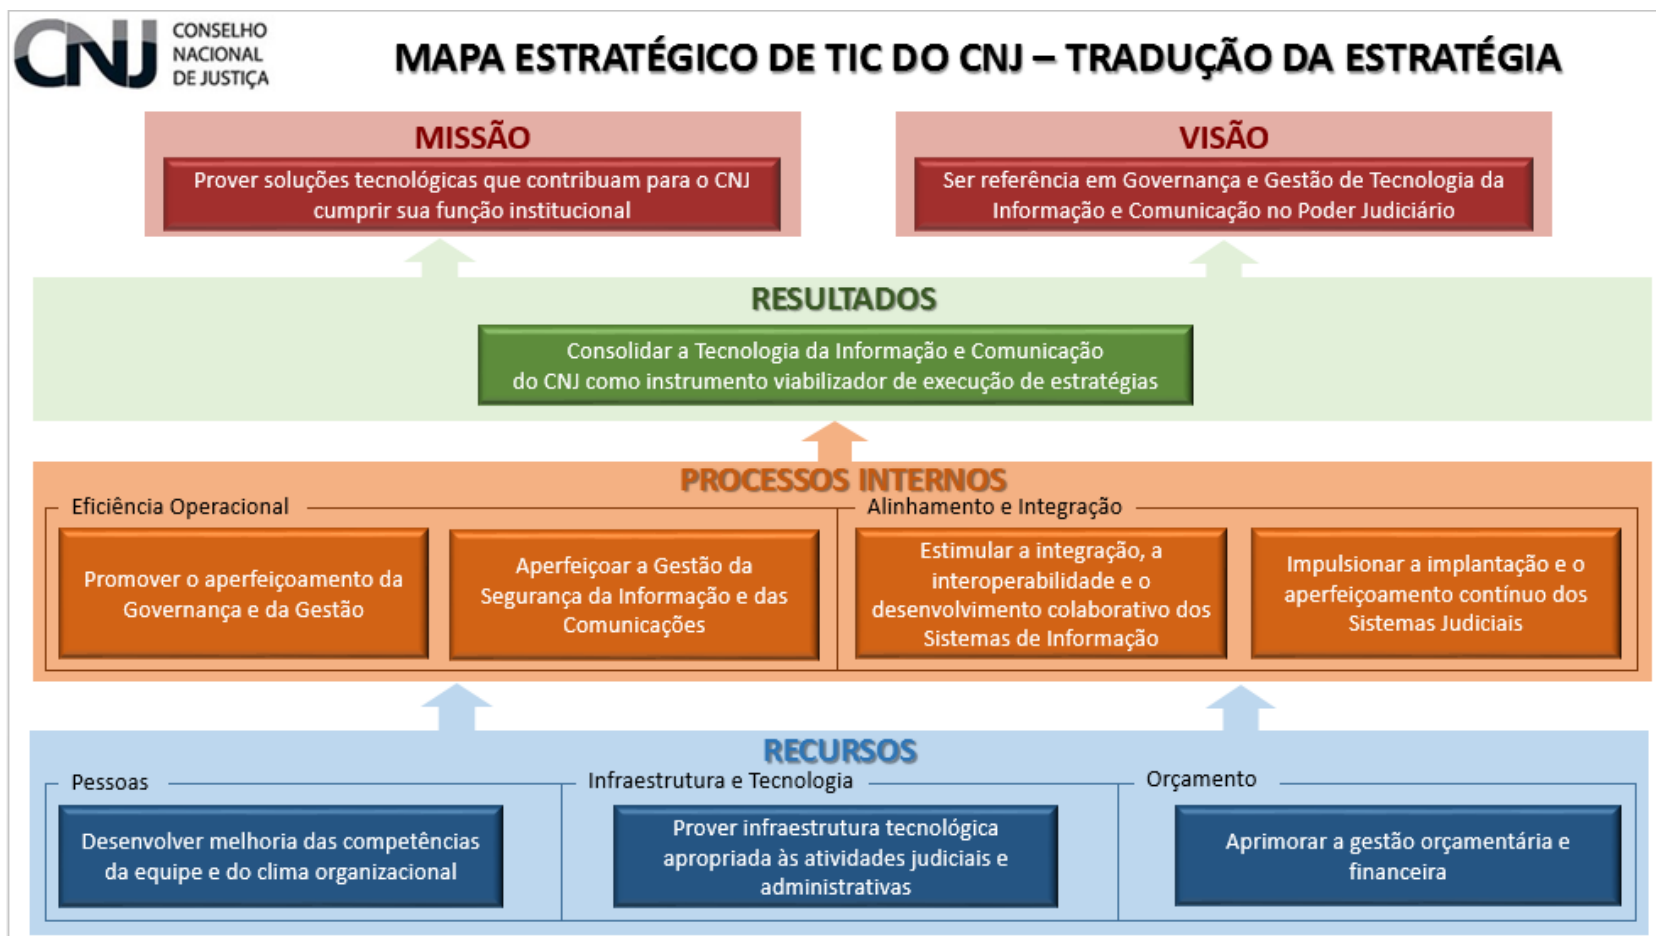 CNJ
CONSELHO
NACIONAL
DE JUSTIÇA
MAPA ESTRATÉGICO DE TIC DO CNJ – TRADUÇÃO DA ESTRATÉGIA
MISSÃO
Prover soluções tecnológicas que contribuam para o CNJ
cumprir sua função institucional
VISÃO
Ser referência em Governança e Gestão de Tecnologia da
Informação e Comunicação no Poder Judiciário
RESULTADOS
Consolidar a Tecnologia da Informação e Comunicação
do CNJ como instrumento viabilizador de execução de estratégias
PROCESSOS INTERNOS
Eficiência Operacional
Promover o aperfeiçoamento da
Governança e da Gestão
Aperfeiçoar a Gestão da
Segurança da Informação e das
Comunicações
Alinhamento e Integração
Estimular a integração, a
interoperabilidade e o
desenvolvimento colaborativo dos
Sistemas de Informação
Impulsionar a implantação e o
aperfeiçoamento contínuo dos
Sistemas Judiciais
RECURSOS
Pessoas
Desenvolver melhoria das competências
da equipe e do clima organizacional
Infraestrutura e Tecnologia
Prover infraestrutura tecnológica
apropriada às atividades judiciais e
administrativas
Orçamento
Aprimorar a gestão orçamentária e
financeira